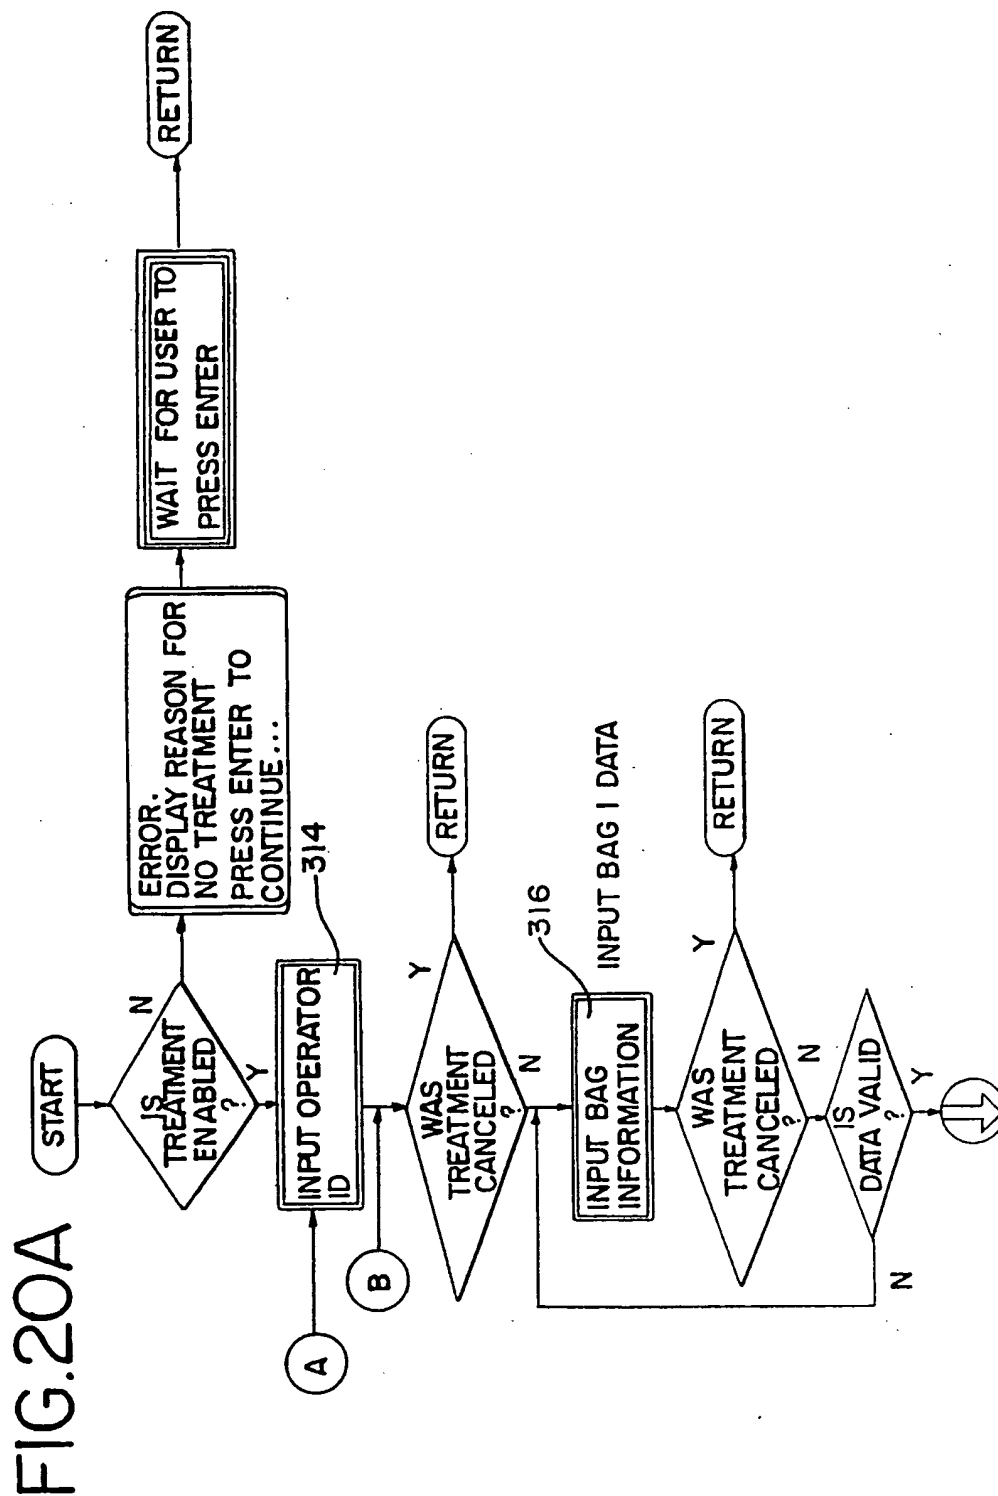 FIG.20A
START
IS
TREATMENT
ENABLED
?
N
Y
ERROR.
DISPLAY REASON FOR
NO TREATMENT
PRESS ENTER TO
CONTINUE...
WAIT FOR USER TO
PRESS ENTER
RETURN
A
INPUT OPERATOR
ID
314
B
WAS
TREATMENT
CANCELED
?
Y
RETURN
N
INPUT BAG
INFORMATION
316
INPUT BAG 1 DATA
WAS
TREATMENT
CANCELED
?
Y
RETURN
N
IS
DATA VALID
?
N
Y